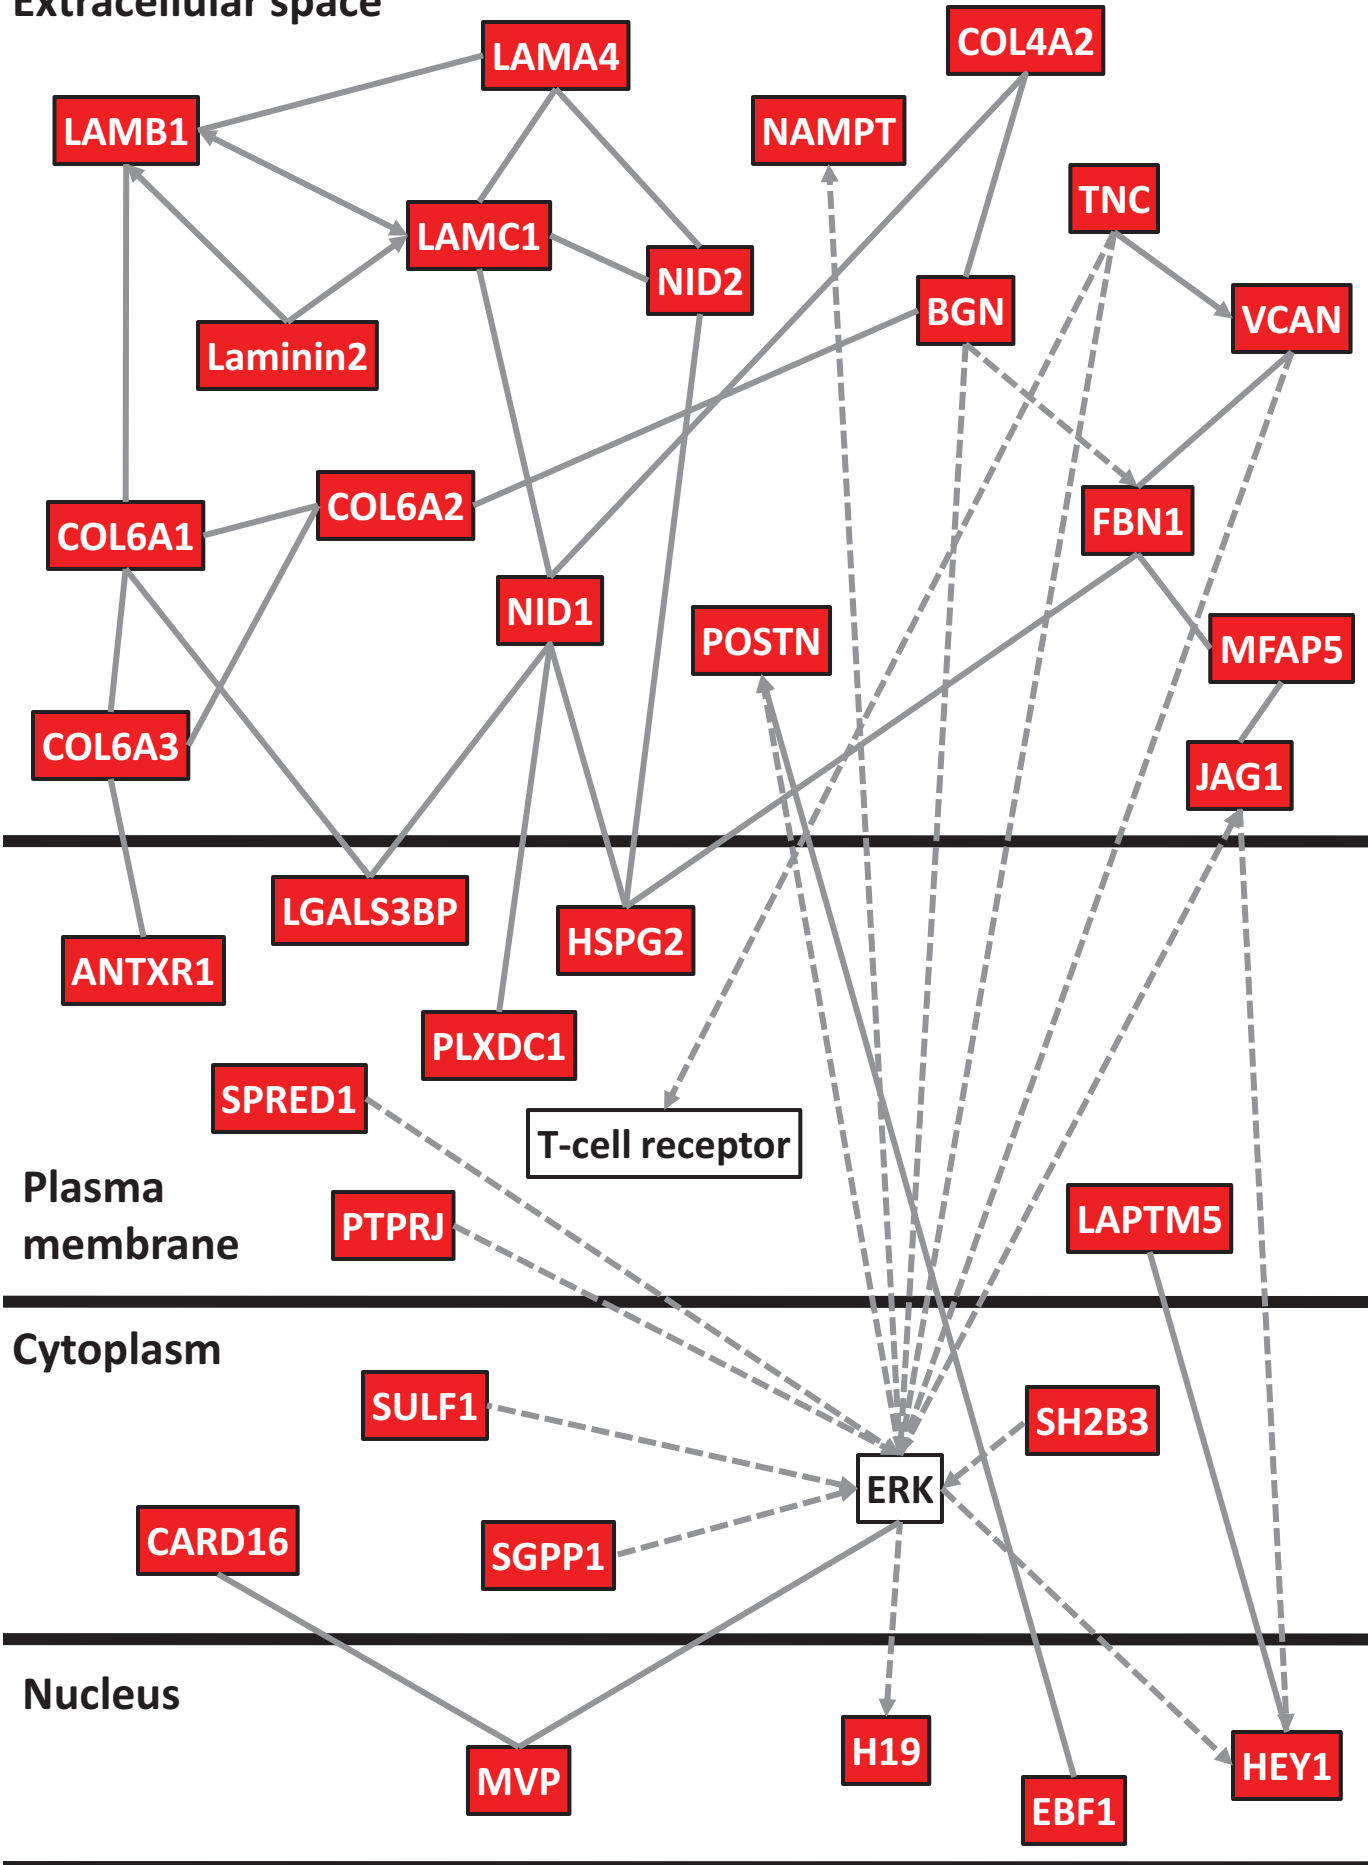 Extracellular space
COL4A2
LAMA4
LAMB1
NAMPT
TNC
LAMC1
NID2
BGN
VCAN
Laminin2
COL6A2
COL6A1
FBN1
NID1
POSTN
MFAP5
COL6A3
JAG1
LGALS3BP
HSPG2
ANTXR1
PLXDC1
SPRED1
T-cell receptor
Plasma
membrane
PTPRJ
LAPTM5
Cytoplasm
SULF1
SH2B3
ERK
CARD16
SGPP1
Nucleus
H19
HEY1
MVP
EBF1